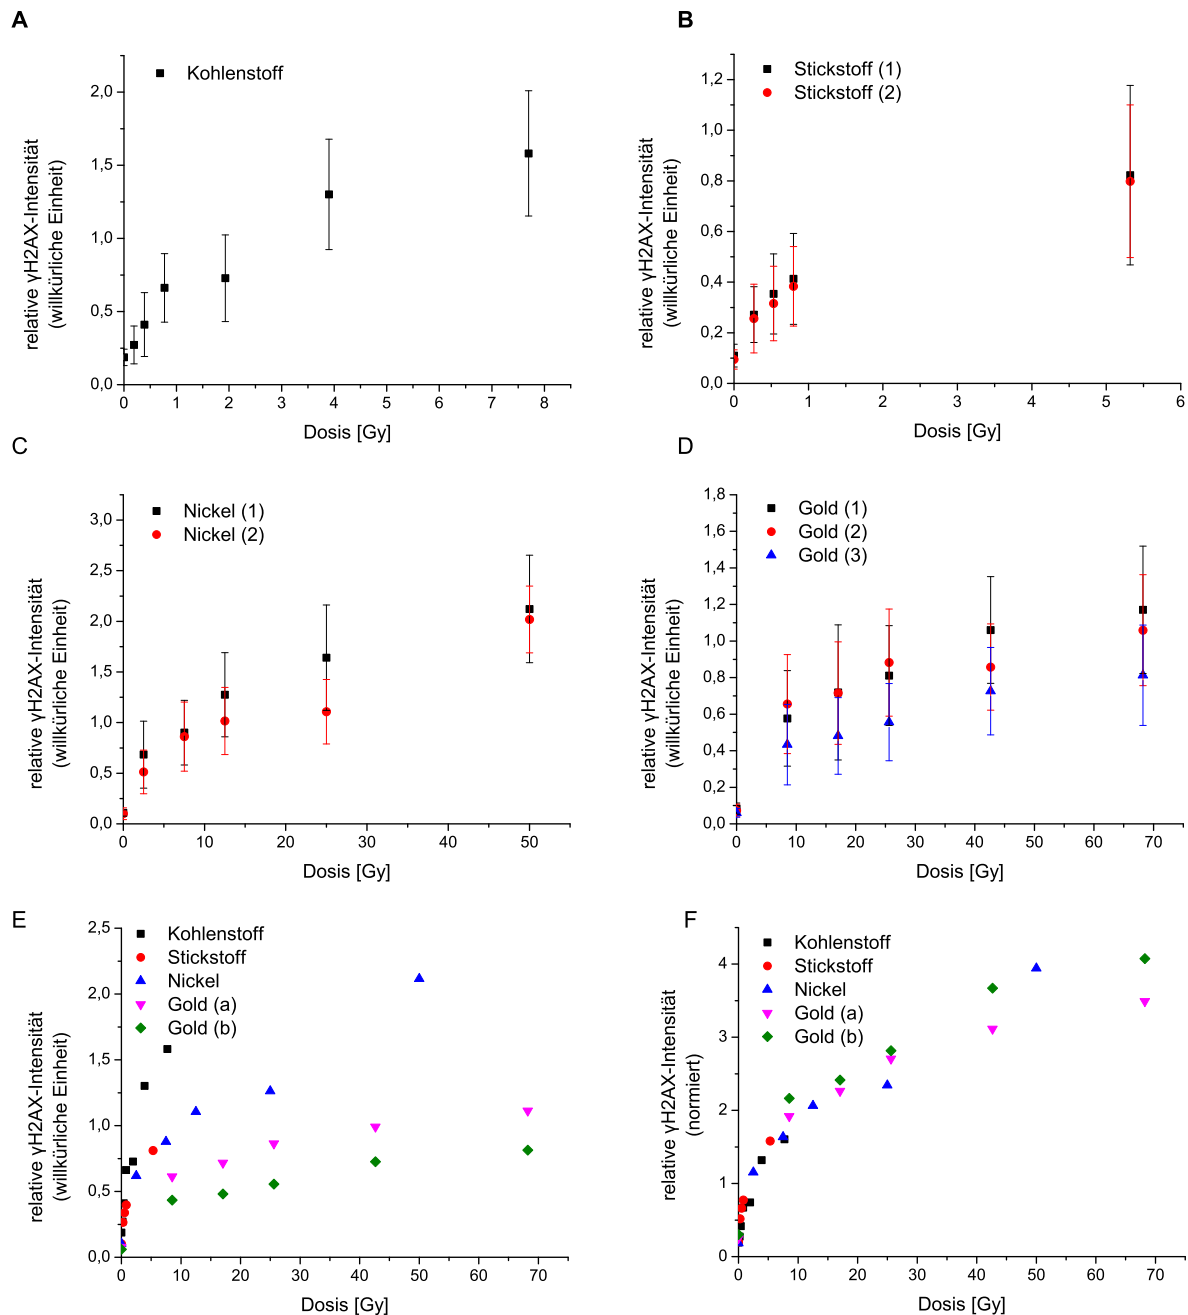 A
Kohlenstoff
relative γH2AX-Intensität
(willkürliche Einheit)
2,0
1,5
1,0
0,5
0,0
0 1 2 3 4 5 6 7 8
Dosis [Gy]
B
Stickstoff (1)
Stickstoff (2)
relative γH2AX-Intensität
(willkürliche Einheit)
1,2
1,0
0,8
0,6
0,4
0,2
0,0
0 1 2 3 4 5 6
Dosis [Gy]
C
Nickel (1)
Nickel (2)
relative γH2AX-Intensität
(willkürliche Einheit)
3,0
2,5
2,0
1,5
1,0
0,5
0,0
0 10 20 30 40 50
Dosis [Gy]
D
Gold (1)
Gold (2)
Gold (3)
relative γH2AX-Intensität
(willkürliche Einheit)
1,8
1,6
1,4
1,2
1,0
0,8
0,6
0,4
0,2
0,0
0 10 20 30 40 50 60 70
Dosis [Gy]
E
Kohlenstoff
Stickstoff
Nickel
Gold (a)
Gold (b)
relative γH2AX-Intensität
(willkürliche Einheit)
2,5
2,0
1,5
1,0
0,5
0,0
0 10 20 30 40 50 60 70
Dosis [Gy]
F
Kohlenstoff
Stickstoff
Nickel
Gold (a)
Gold (b)
relative γH2AX-Intensität
(normiert)
4
3
2
1
0
0 10 20 30 40 50 60 70
Dosis [Gy]